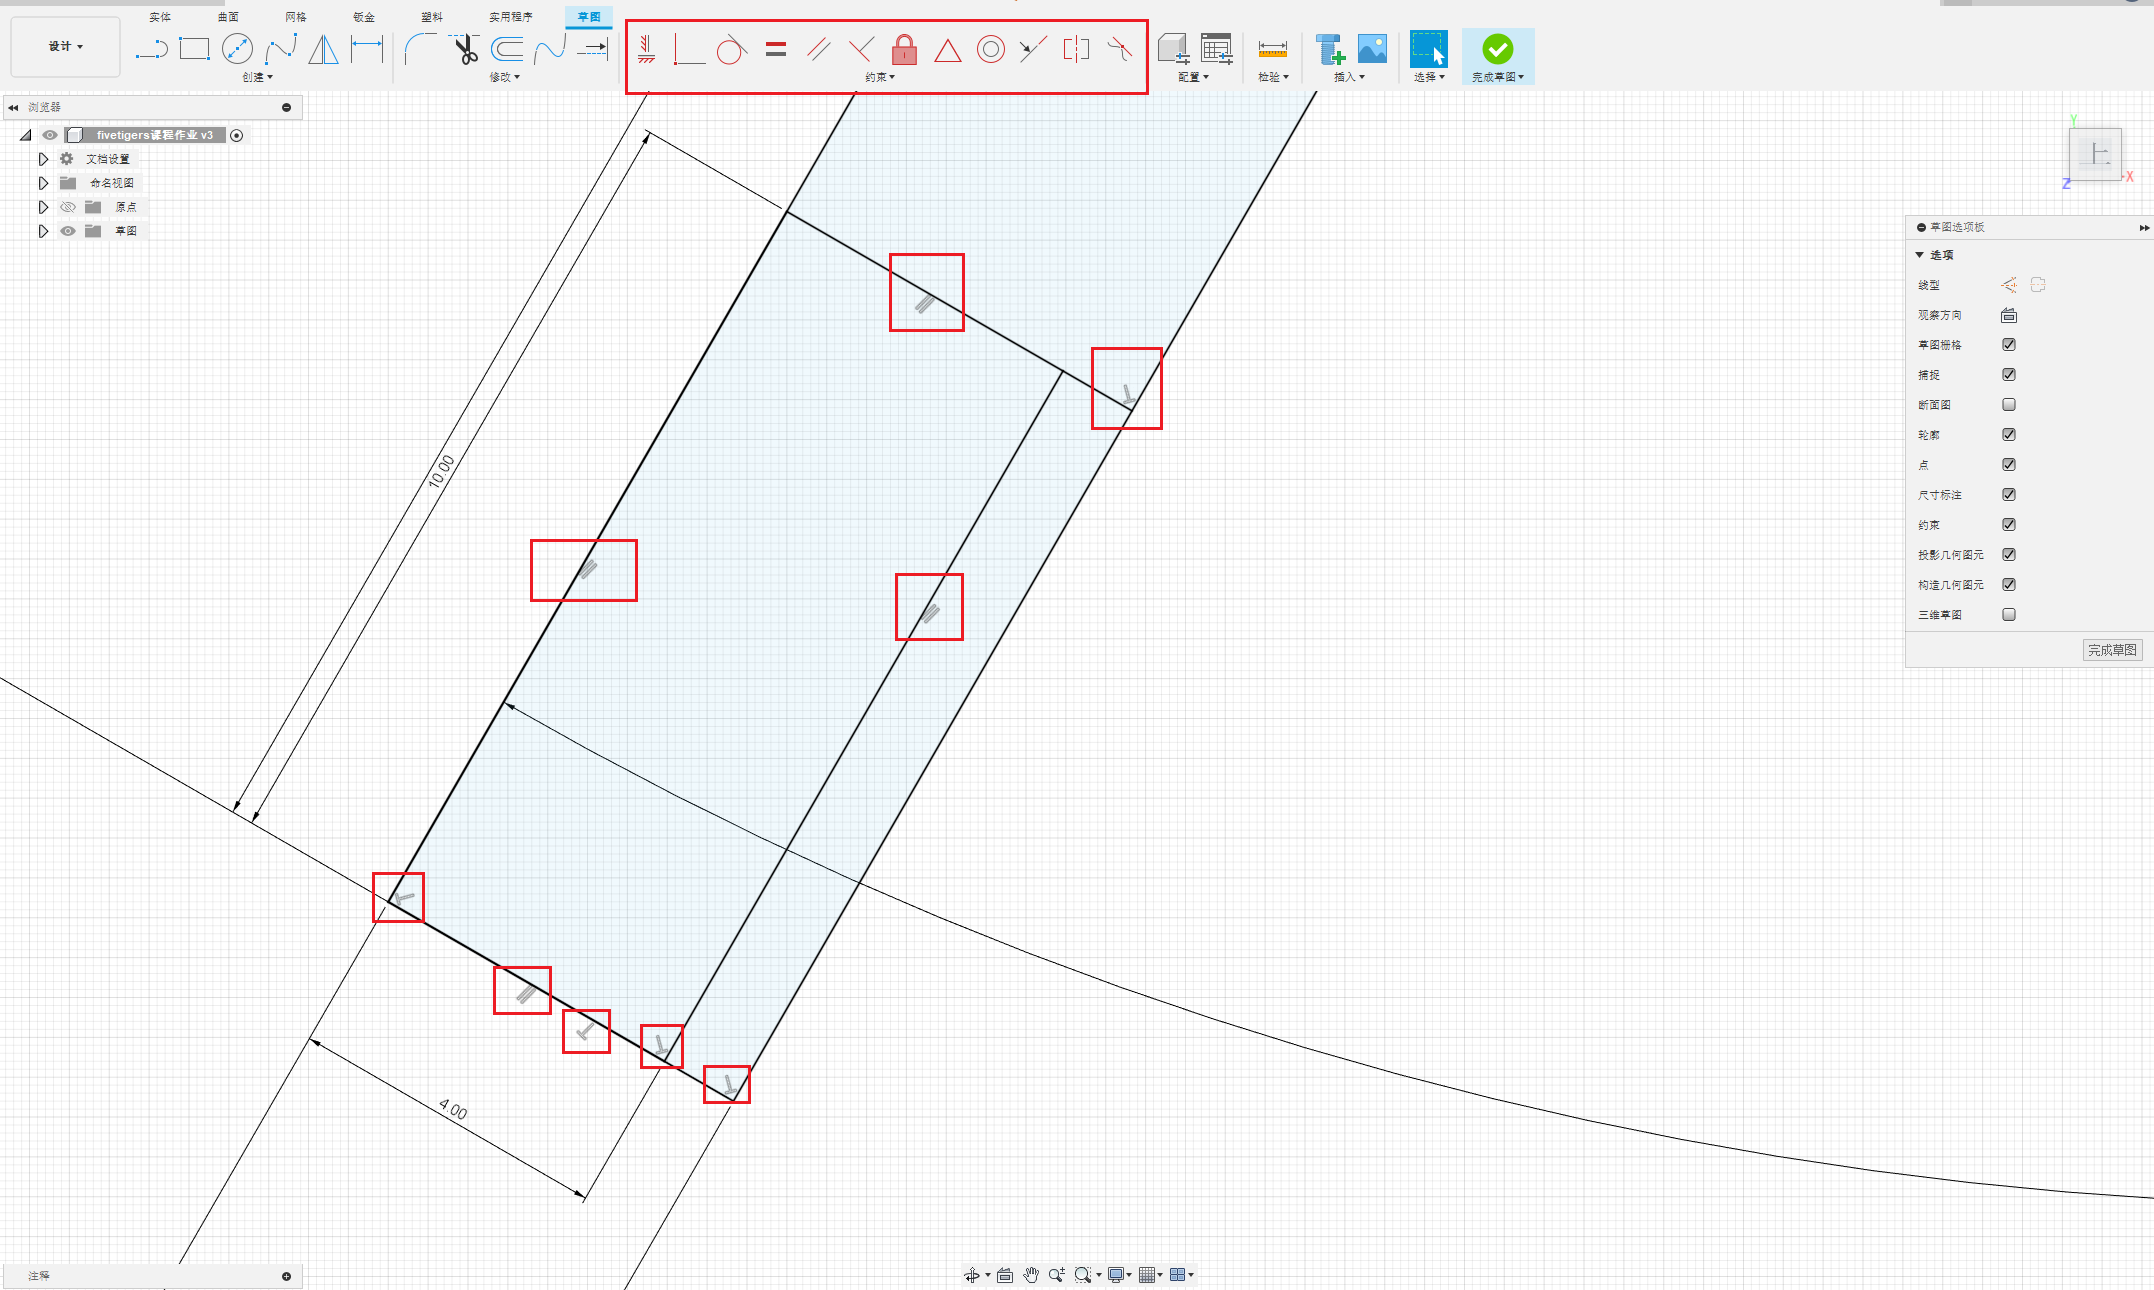 实体 曲面 网格 钣金 塑料 实用程序 草图
设计
创建 修改 约束 配置 检验 插入 选择 完成草图
浏览器
fivetigers课程作业 v3
文档设置
命名视图
原点
草图
上
Y
X
Z
草图选项板
选项
线型
观察方向
草图栅格
捕捉
断面图
轮廓
点
尺寸标注
约束
投影几何图元
构造几何图元
三维草图
完成草图
10.00
4.00
注释